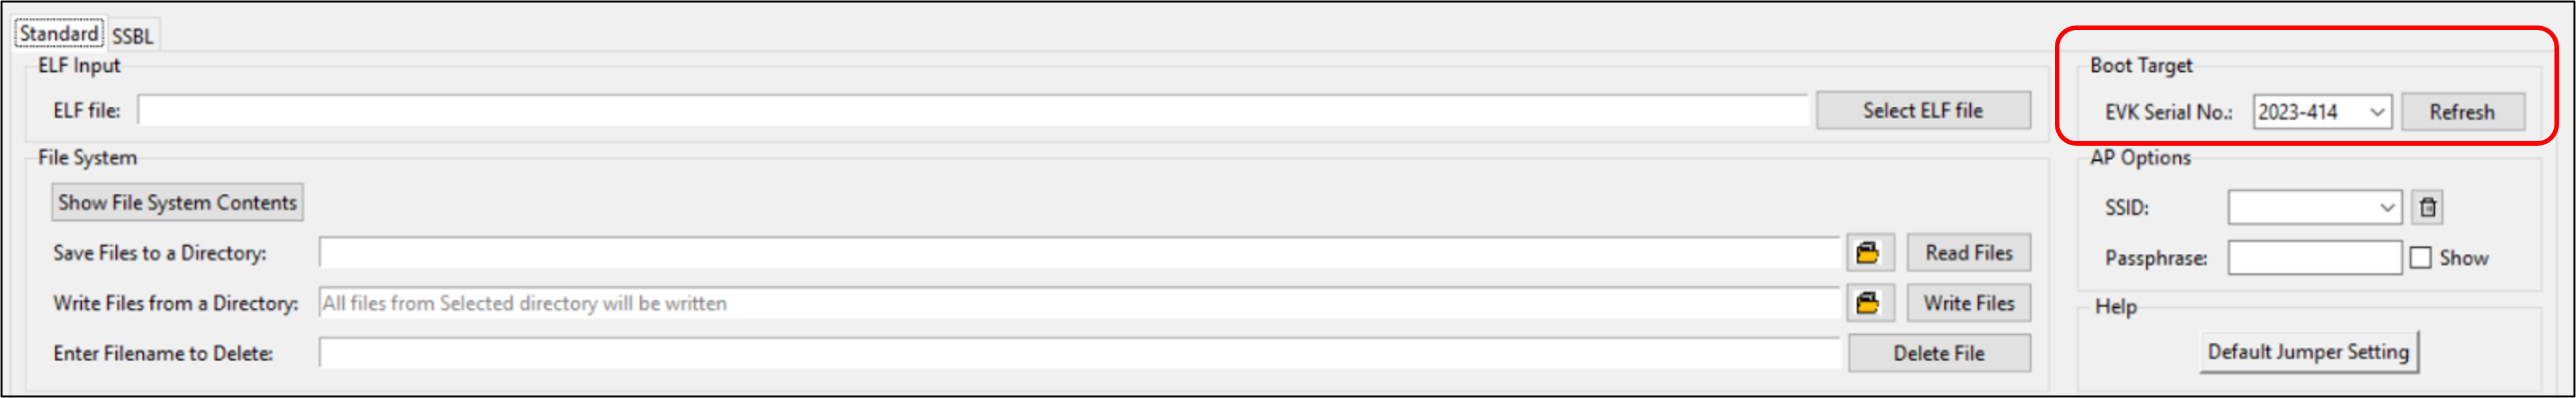 Standard SSBL
ELF Input
ELF file: Select ELF file
File System
Show File System Contents
Save Files to a Directory: Read Files
Write Files from a Directory: All files from Selected directory will be written Write Files
Enter Filename to Delete: Delete File
Boot Target
EVK Serial No.: 2023-414 Refresh
AP Options
SSID:
Passphrase: Show
Help
Default Jumper Setting